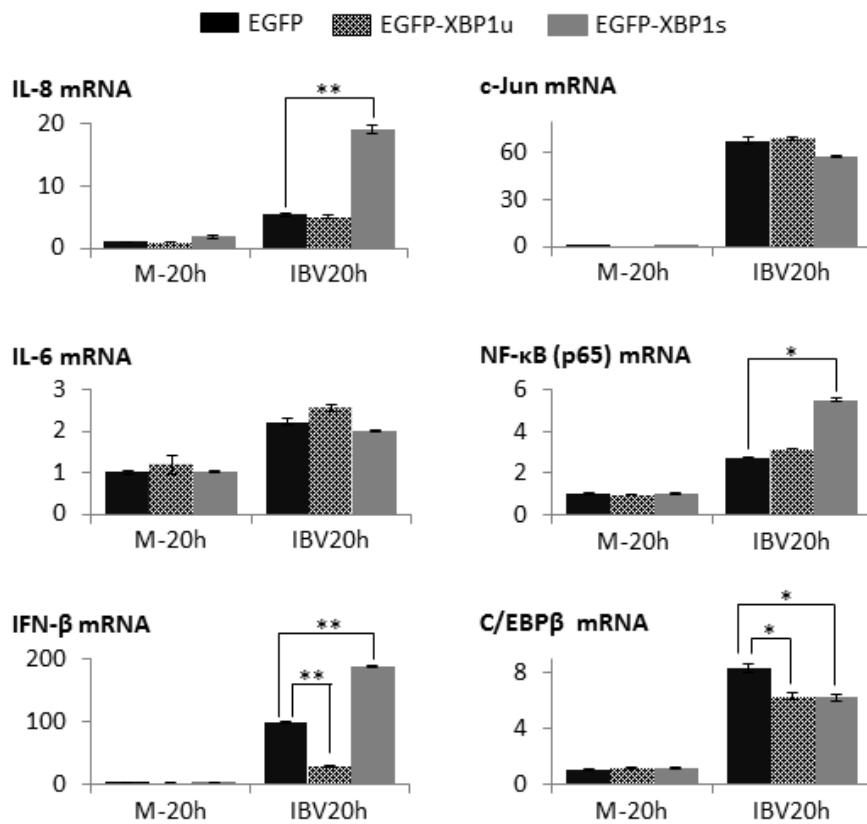 EGFP EGFP-XBP1u EGFP-XBP1s
IL-8 mRNA
**
20
10
0
M-20h IBV20h
c-Jun mRNA
60
30
0
M-20h IBV20h
IL-6 mRNA
3
2
1
0
M-20h IBV20h
NF-κB (p65) mRNA
*
6
4
2
0
M-20h IBV20h
IFN-β mRNA
**
**
200
100
0
M-20h IBV20h
C/EBPβ mRNA
*
*
8
4
0
M-20h IBV20h